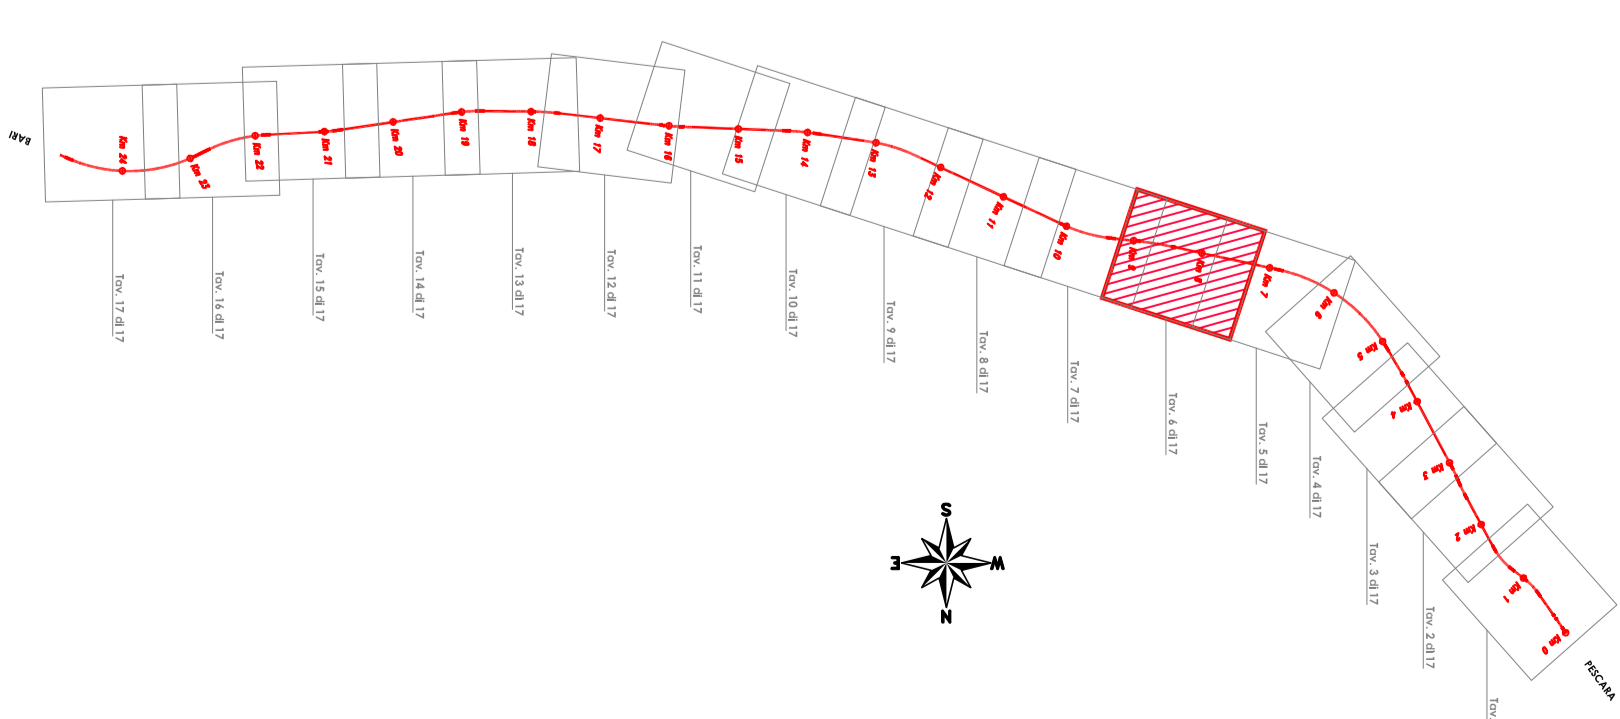 BARI
Km 24
Km 23
Km 22
Km 21
Km 20
Km 19
Km 18
Km 17
Km 16
Km 15
Km 14
Km 13
Km 12
Km 11
Km 10
Km 9
Km 8
Km 7
Km 6
Km 5
Km 4
Km 3
Km 2
Km 1
Km 0
PESCARA
Tav. 17 di 17
Tav. 16 di 17
Tav. 15 di 17
Tav. 14 di 17
Tav. 13 di 17
Tav. 12 di 17
Tav. 11 di 17
Tav. 10 di 17
Tav. 9 di 17
Tav. 8 di 17
Tav. 7 di 17
Tav. 6 di 17
Tav. 5 di 17
Tav. 4 di 17
Tav. 3 di 17
Tav. 2 di 17
Tav.
S
E
W
N